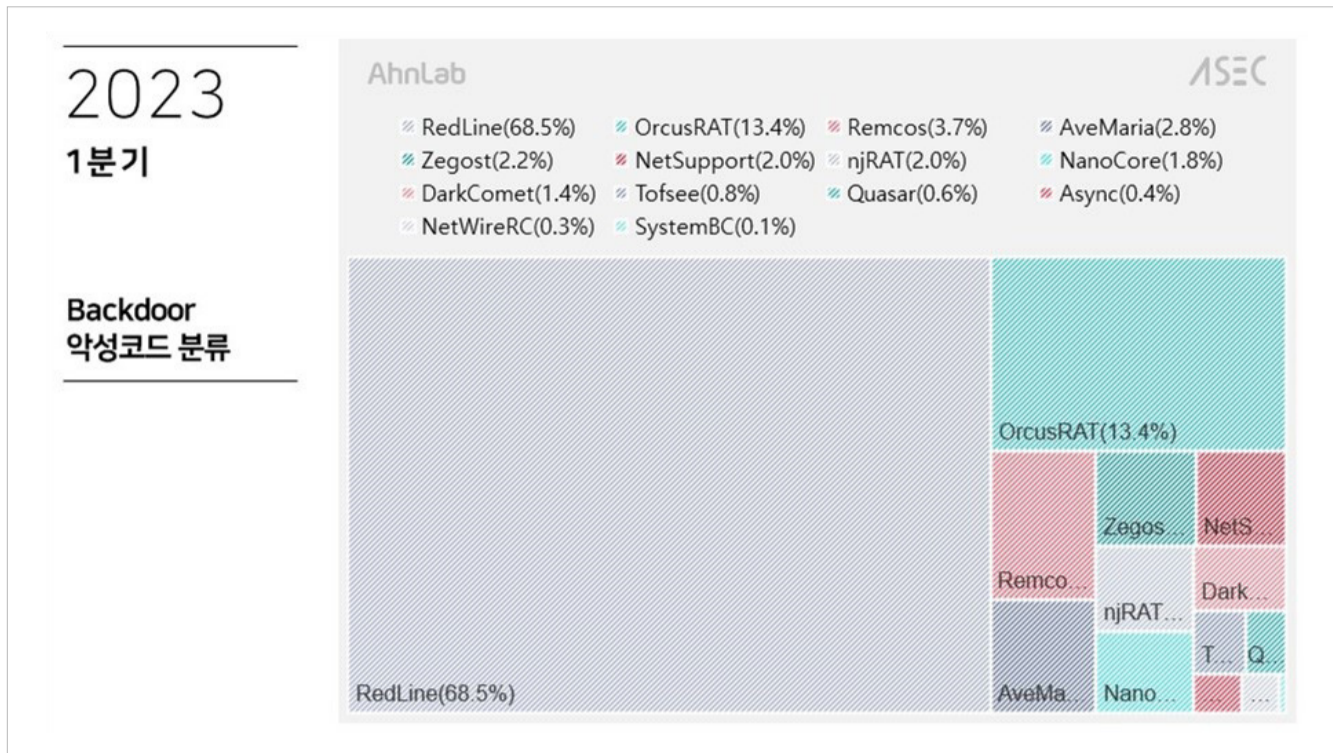 2023
1분기
Backdoor
악성코드 분류
AhnLab
ASEC
RedLine(68.5%) OrcusRAT(13.4%) Remcos(3.7%) AveMaria(2.8%)
Zegost(2.2%) NetSupport(2.0%) njRAT(2.0%) NanoCore(1.8%)
DarkComet(1.4%) Tofsee(0.8%) Quasar(0.6%) Async(0.4%)
NetWireRC(0.3%) SystemBC(0.1%)
OrcusRAT(13.4%)
Zegos... NetS...
Remco... Dark...
njRAT...
T... Q...
RedLine(68.5%) AveMa... Nano... ... ...